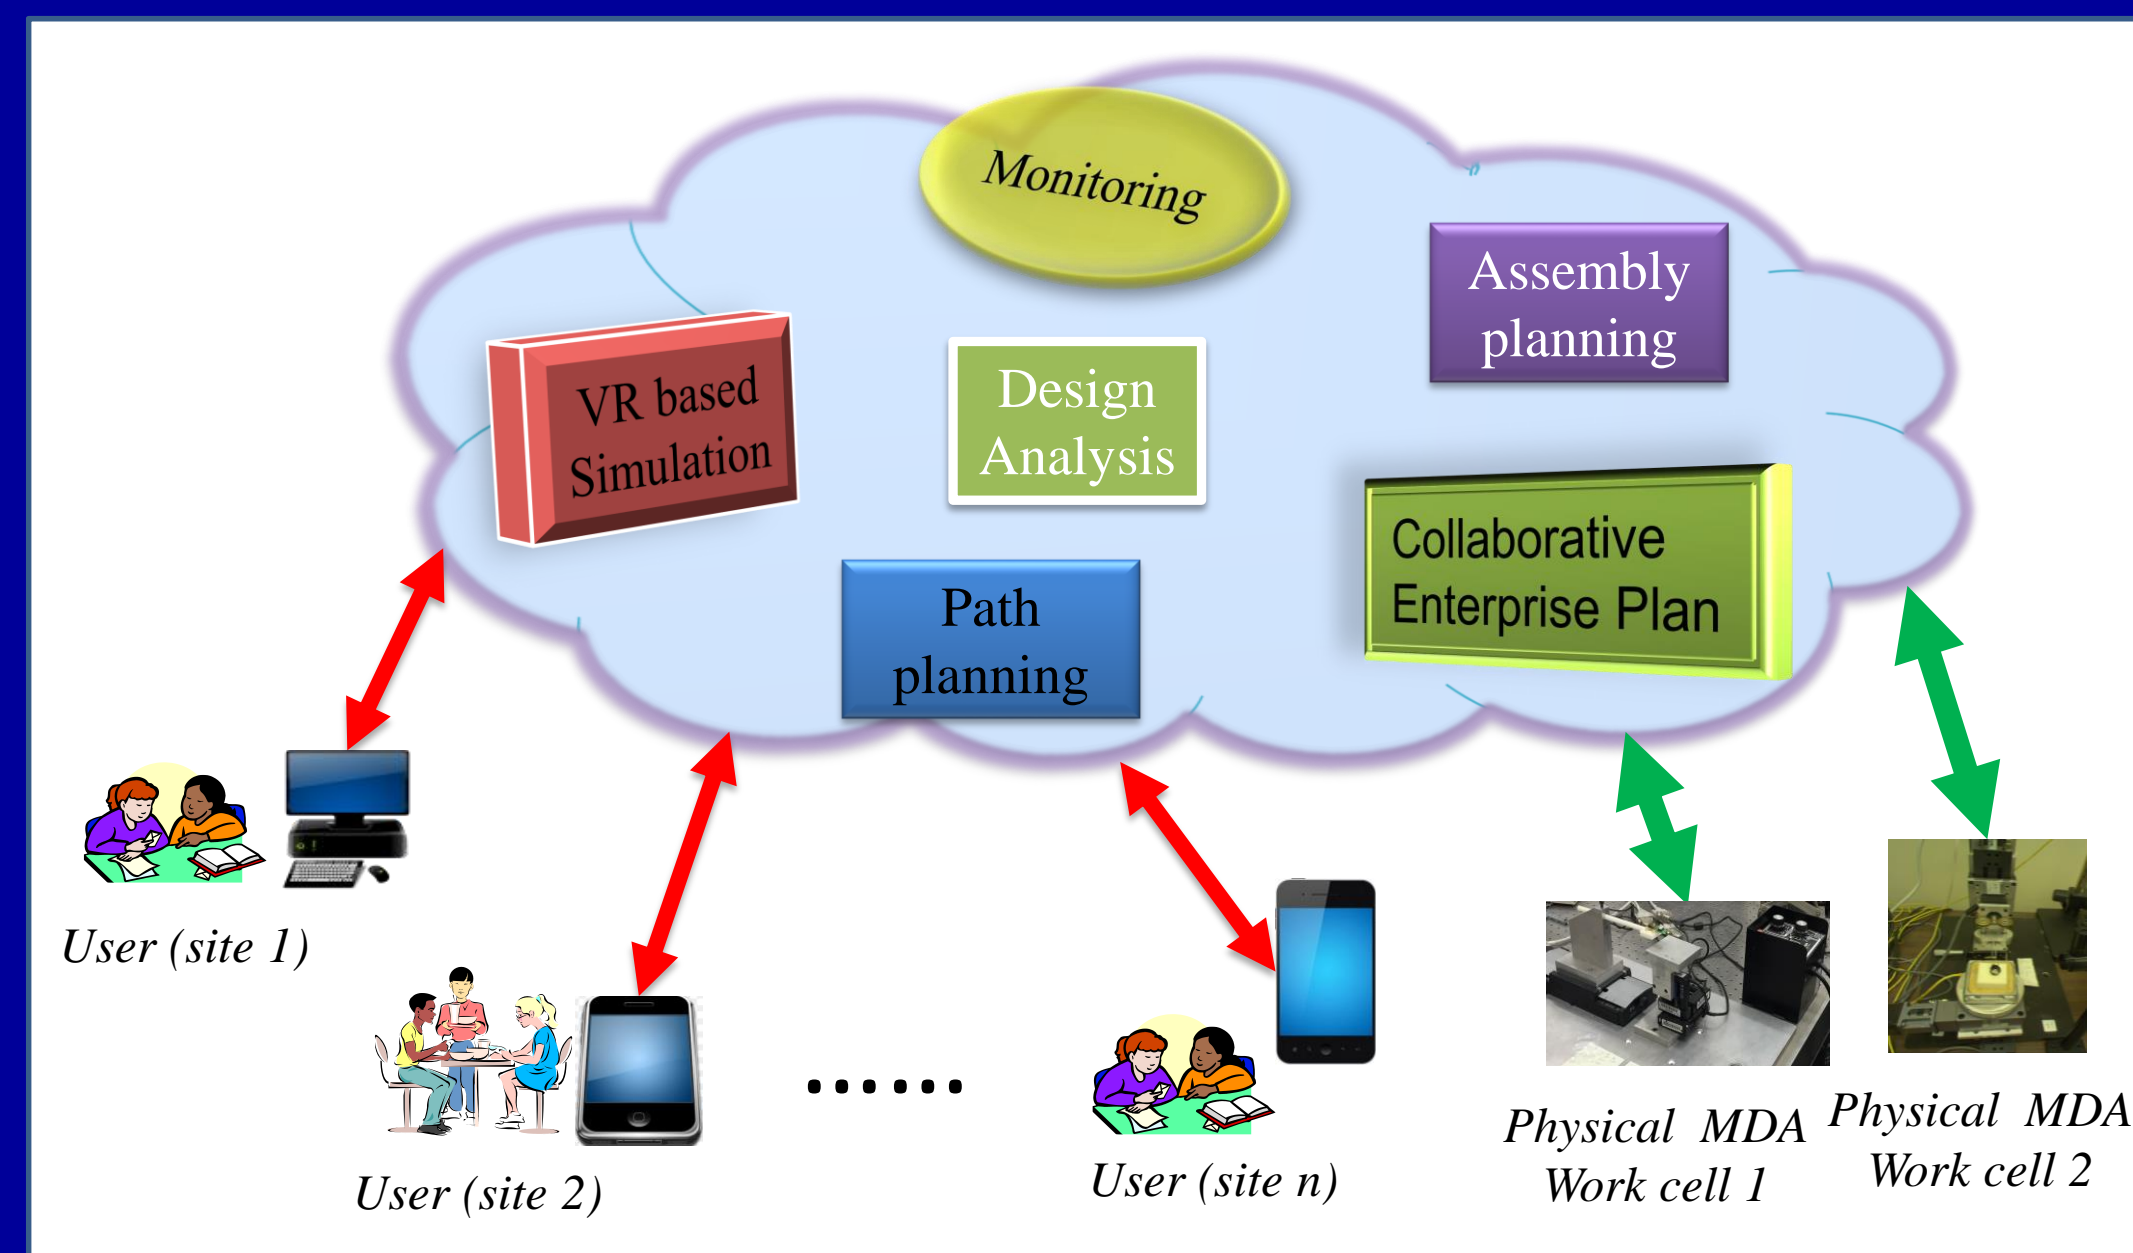 Monitoring
Assembly
planning
VR based
Simulation
Design
Analysis
Collaborative
Enterprise Plan
Path
planning
User (site 1)
User (site 2)
......
User (site n)
Physical MDA
Work cell 1
Physical MDA
Work cell 2